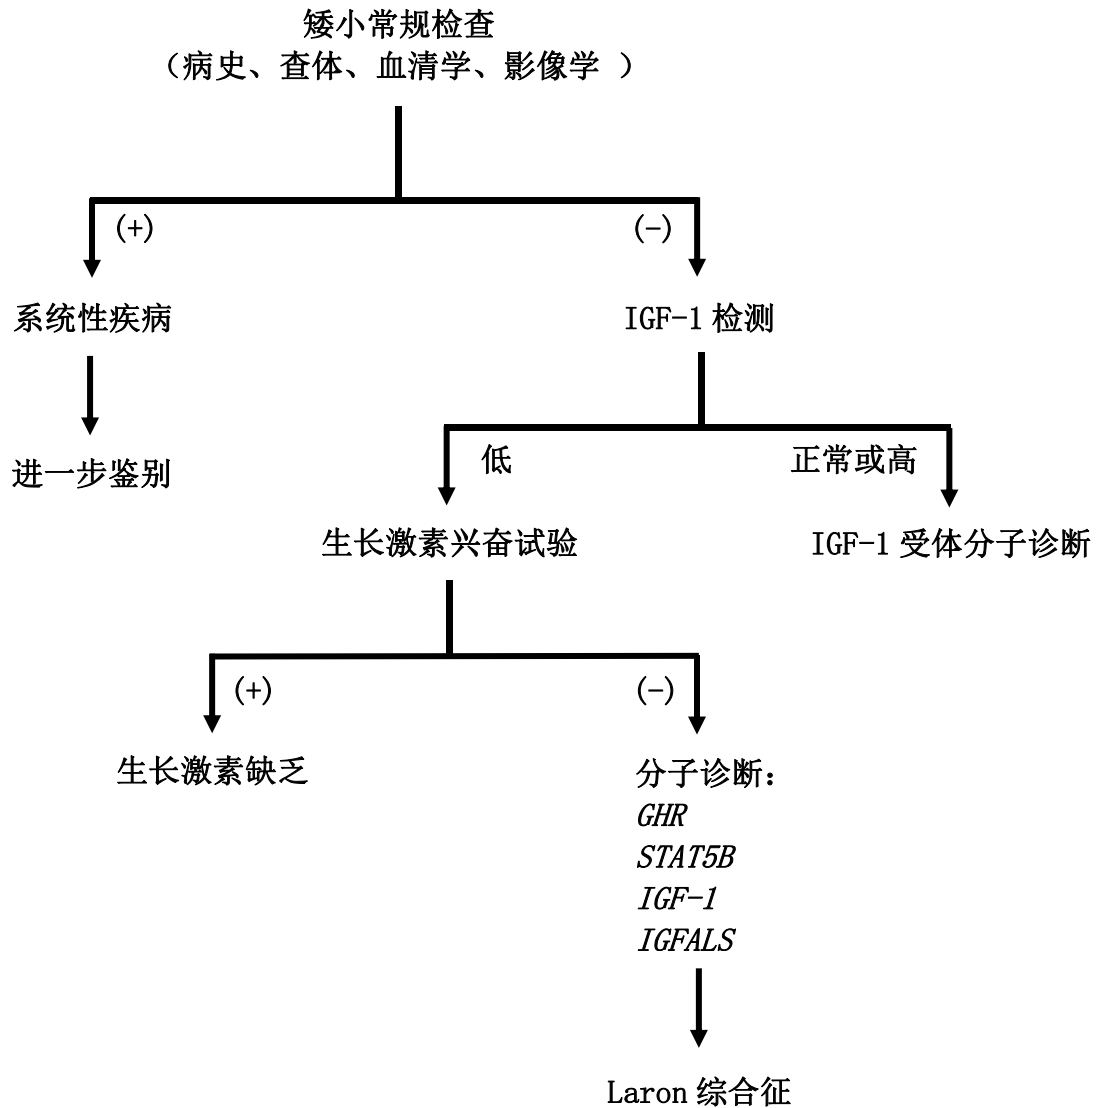 矮小常规检查
（病史、查体、血清学、影像学 ）
(+)
(-)
系统性疾病
IGF-1 检测
低
正常或高
进一步鉴别
生长激素兴奋试验
IGF-1 受体分子诊断
(+)
(-)
生长激素缺乏
分子诊断：
GHR
STAT5B
IGF-1
IGFALS
Laron 综合征